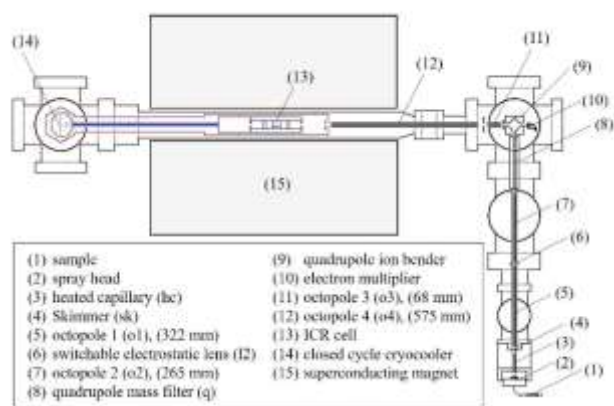 (14)
(11)
(9)
(13)
(12)
(10)
(8)
(15)
(7)
(6)
(5)
(4)
(3)
(2)
(1)
(1) sample
(2) spray head
(3) heated capillary (hc)
(4) Skimmer (sk)
(5) octopole 1 (o1), (322 mm)
(6) switchable electrostatic lens (l2)
(7) octopole 2 (o2), (265 mm)
(8) quadrupole mass filter (q)
(9) quadrupole ion bender
(10) electron multiplier
(11) octopole 3 (o3), (68 mm)
(12) octopole 4 (o4), (575 mm)
(13) ICR cell
(14) closed cycle cryocooler
(15) superconducting magnet